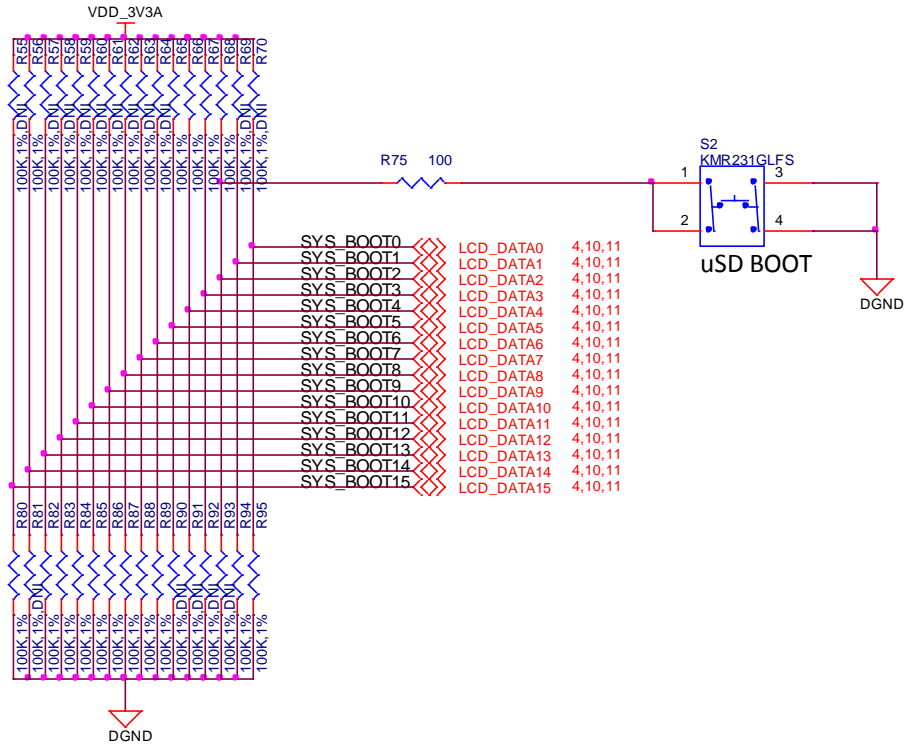 VDD_3V3A
R55
R56
R57
R58
R59
R60
R61
R62
R63
R64
R65
R66
R67
R68
R69
R70
100K,1%,DNI
100K,1%
100K,1%,DNI
100K,1%,DNI
100K,1%,DNI
100K,1%,DNI
100K,1%,DNI
100K,1%,DNI
100K,1%,DNI
100K,1%,DNI
100K,1%,DNI
100K,1%
100K,1%
100K,1%
100K,1%,DNI
100K,1%,DNI
R75 100
S2
KMR231GLFS
1 3
2 4
uSD BOOT
DGND
SYS_BOOT0 LCD_DATA0 4,10,11
SYS_BOOT1 LCD_DATA1 4,10,11
SYS_BOOT2 LCD_DATA2 4,10,11
SYS_BOOT3 LCD_DATA3 4,10,11
SYS_BOOT4 LCD_DATA4 4,10,11
SYS_BOOT5 LCD_DATA5 4,10,11
SYS_BOOT6 LCD_DATA6 4,10,11
SYS_BOOT7 LCD_DATA7 4,10,11
SYS_BOOT8 LCD_DATA8 4,10,11
SYS_BOOT9 LCD_DATA9 4,10,11
SYS_BOOT10 LCD_DATA10 4,10,11
SYS_BOOT11 LCD_DATA11 4,10,11
SYS_BOOT12 LCD_DATA12 4,10,11
SYS_BOOT13 LCD_DATA13 4,10,11
SYS_BOOT14 LCD_DATA14 4,10,11
SYS_BOOT15 LCD_DATA15 4,10,11
R80
R81
R82
R83
R84
R85
R86
R87
R88
R89
R90
R91
R92
R93
R94
R95
100K,1%
100K,1%,DNI
100K,1%
100K,1%
100K,1%
100K,1%
100K,1%
100K,1%
100K,1%
100K,1%
100K,1%,DNI
100K,1%,DNI
100K,1%,DNI
100K,1%,DNI
100K,1%
100K,1%
DGND